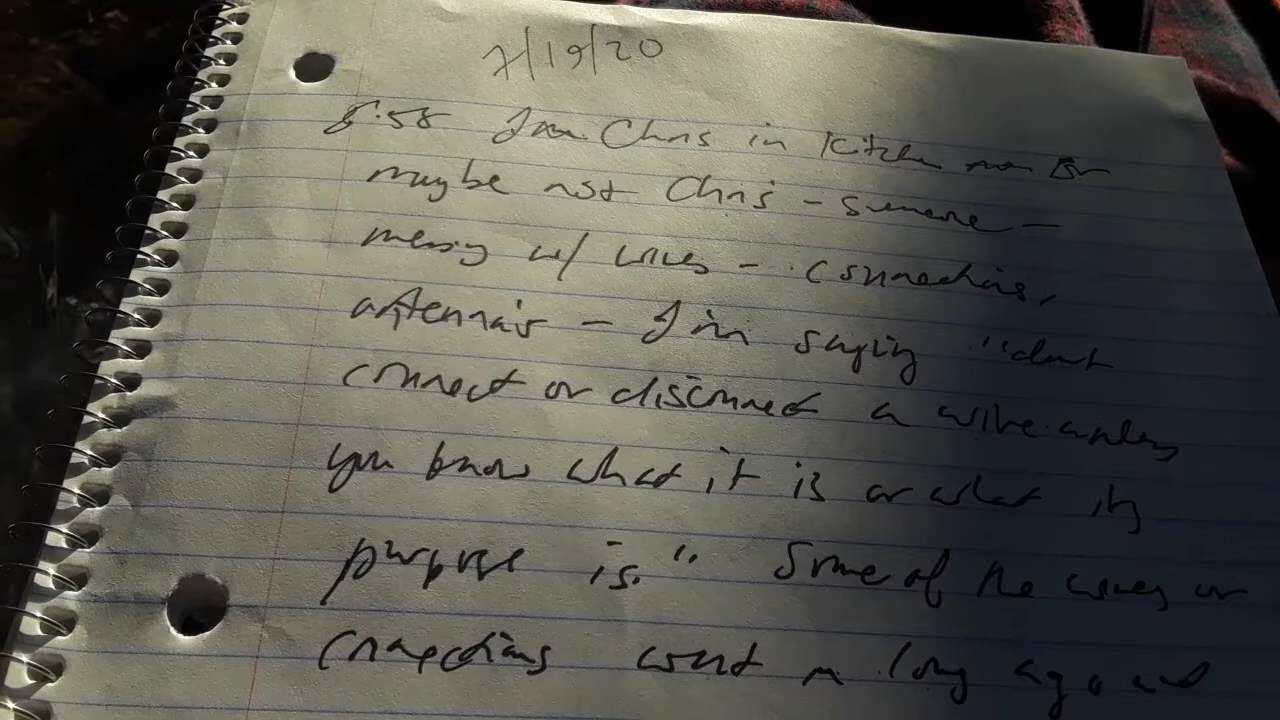 7/19/20
8:58 Chris in kitchen
maybe not Chris - someone -
messing w/ wires - connections,
antennas - I'm saying "dont
connect or disconnect a wire unless
you know what it is or what its
purpose is." Some of the wires or
connections went in long ago and